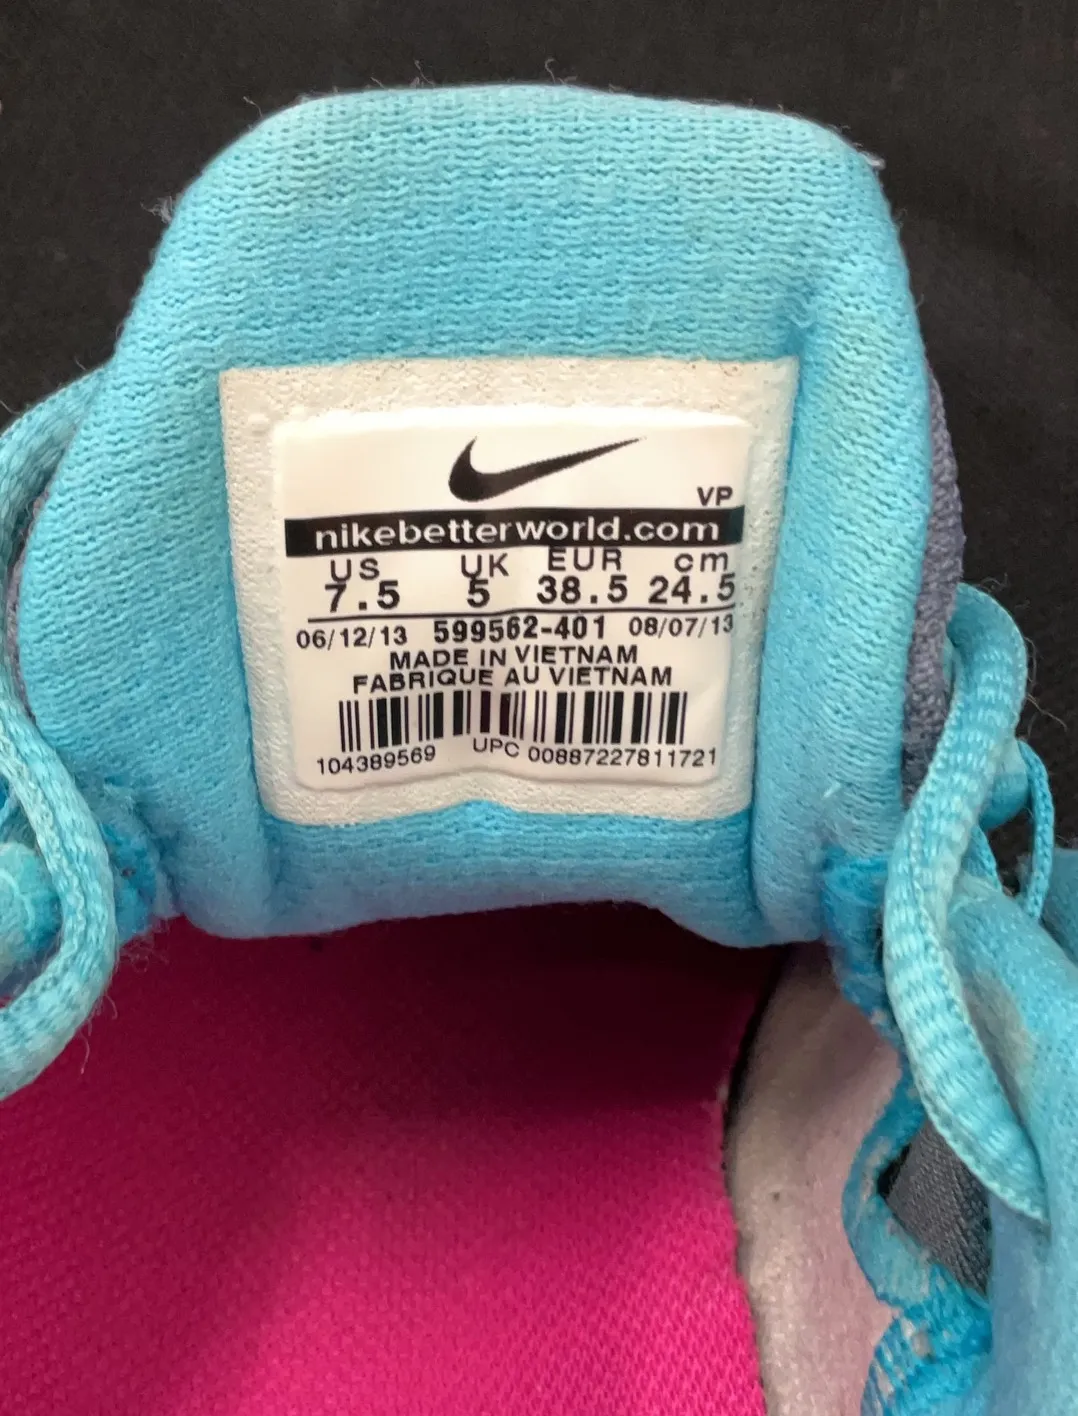 VP
nikebetterworld.com
US UK EUR cm
7.5 5 38.5 24.5
06/12/13 599562-401 08/07/13
MADE IN VIETNAM
FABRIQUE AU VIETNAM
104389569 UPC 00887227811721